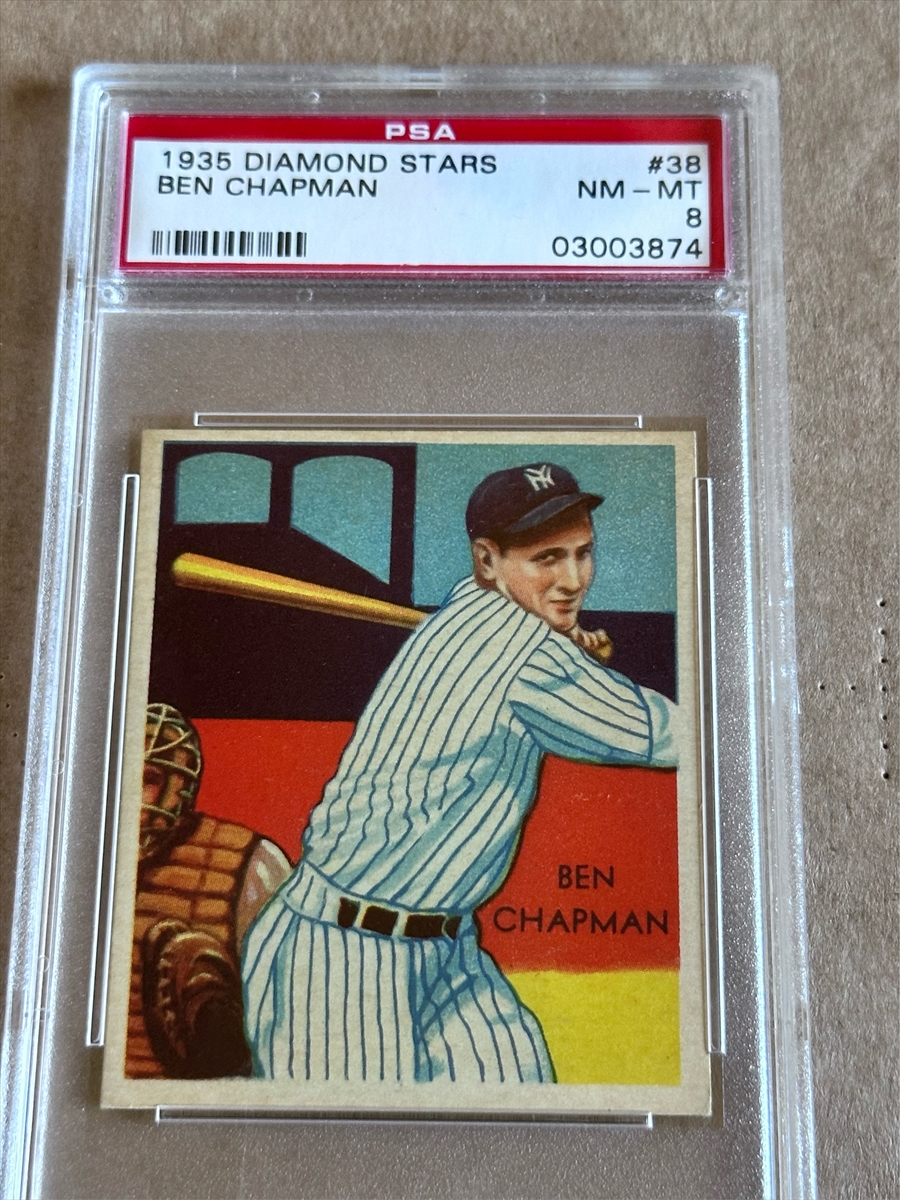 PSA
1935 DIAMOND STARS #38
BEN CHAPMAN NM - MT
8
03003874
NY
BEN
CHAPMAN